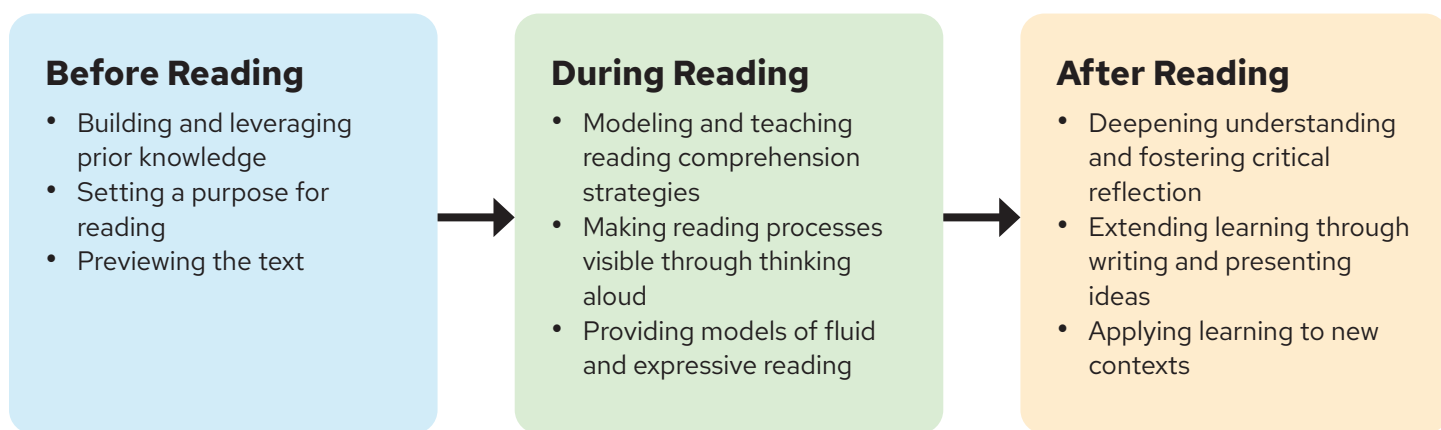 Before Reading
• Building and leveraging
prior knowledge
• Setting a purpose for
reading
• Previewing the text
During Reading
• Modeling and teaching
reading comprehension
strategies
• Making reading processes
visible through thinking
aloud
• Providing models of fluid
and expressive reading
After Reading
• Deepening understanding
and fostering critical
reflection
• Extending learning through
writing and presenting
ideas
• Applying learning to new
contexts